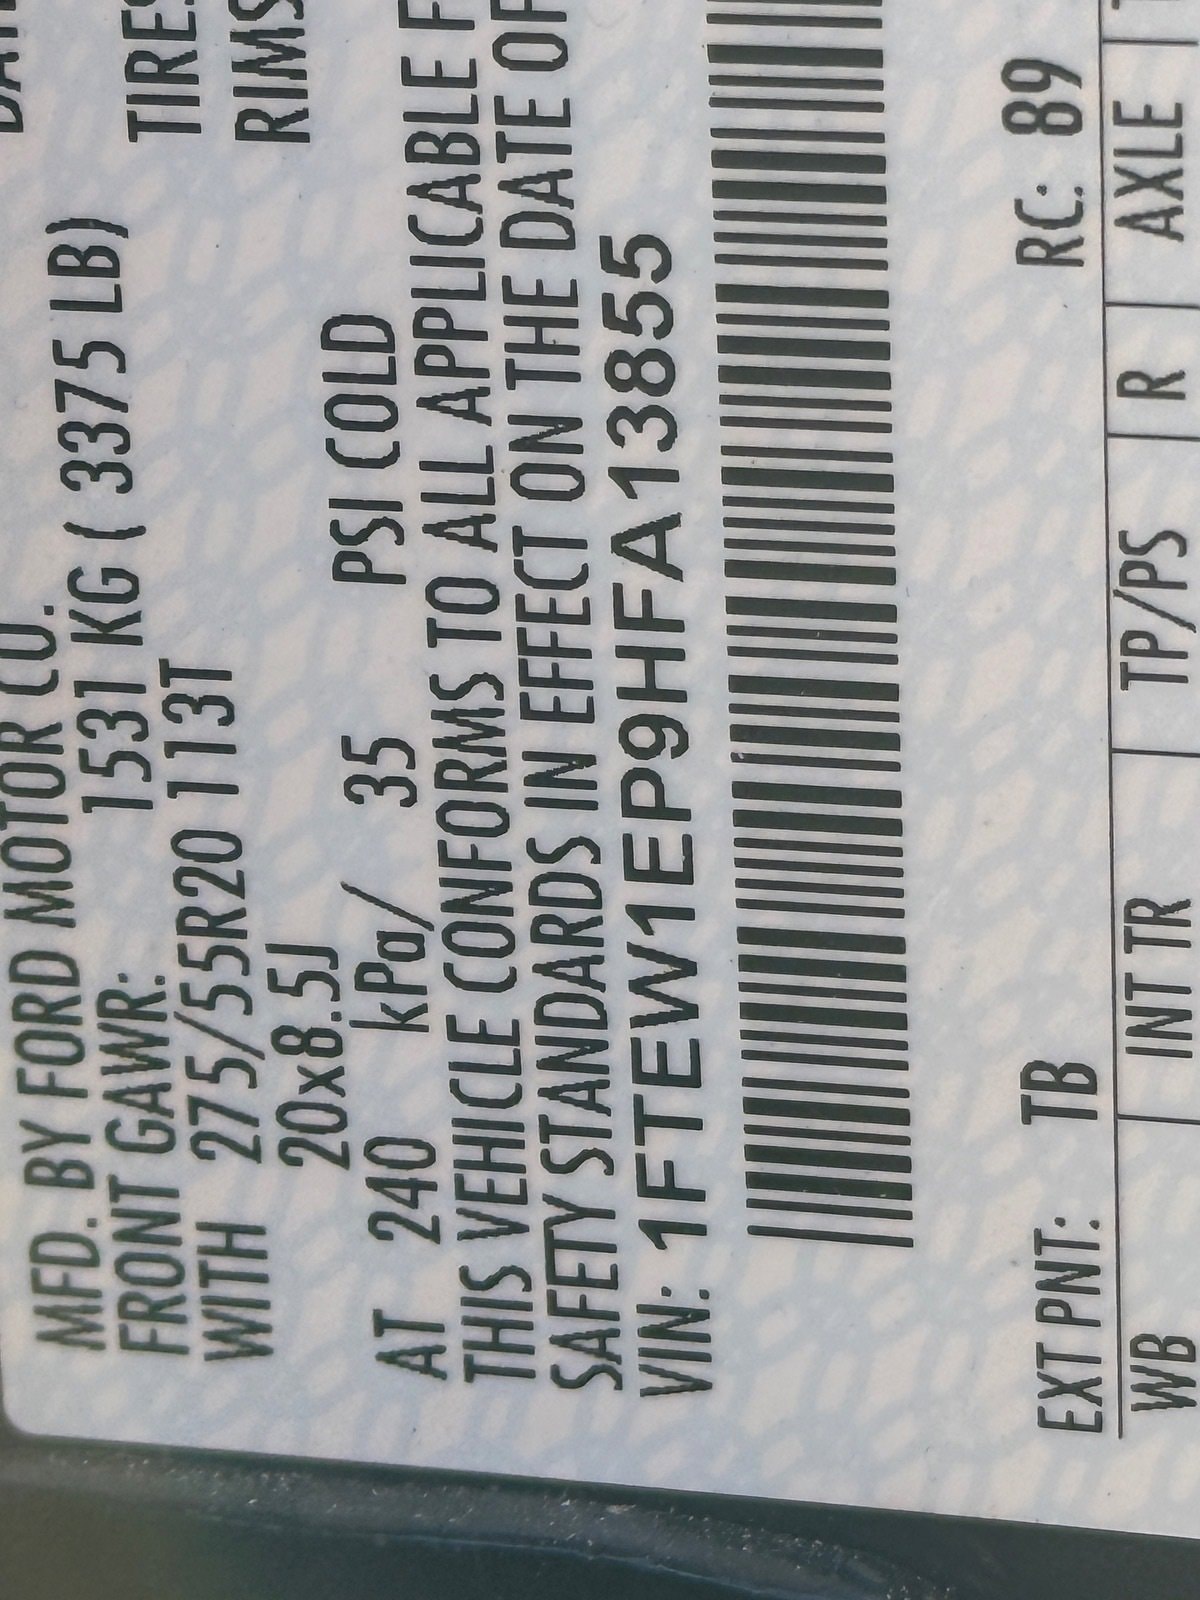 MFD. BY FORD MOTOR CO.
FRONT GAWR: 1531 KG ( 3375 LB)
WITH 275/55R20 113T TIRES
20x8.5J RIMS
AT 240 kPa/ 35 PSI COLD
THIS VEHICLE CONFORMS TO ALL APPLICABLE F
SAFETY STANDARDS IN EFFECT ON THE DATE OF
VIN: 1FTEW1EP9HFA13855
EXT PNT: TB RC: 89
WB INT TR TP/PS R AXLE